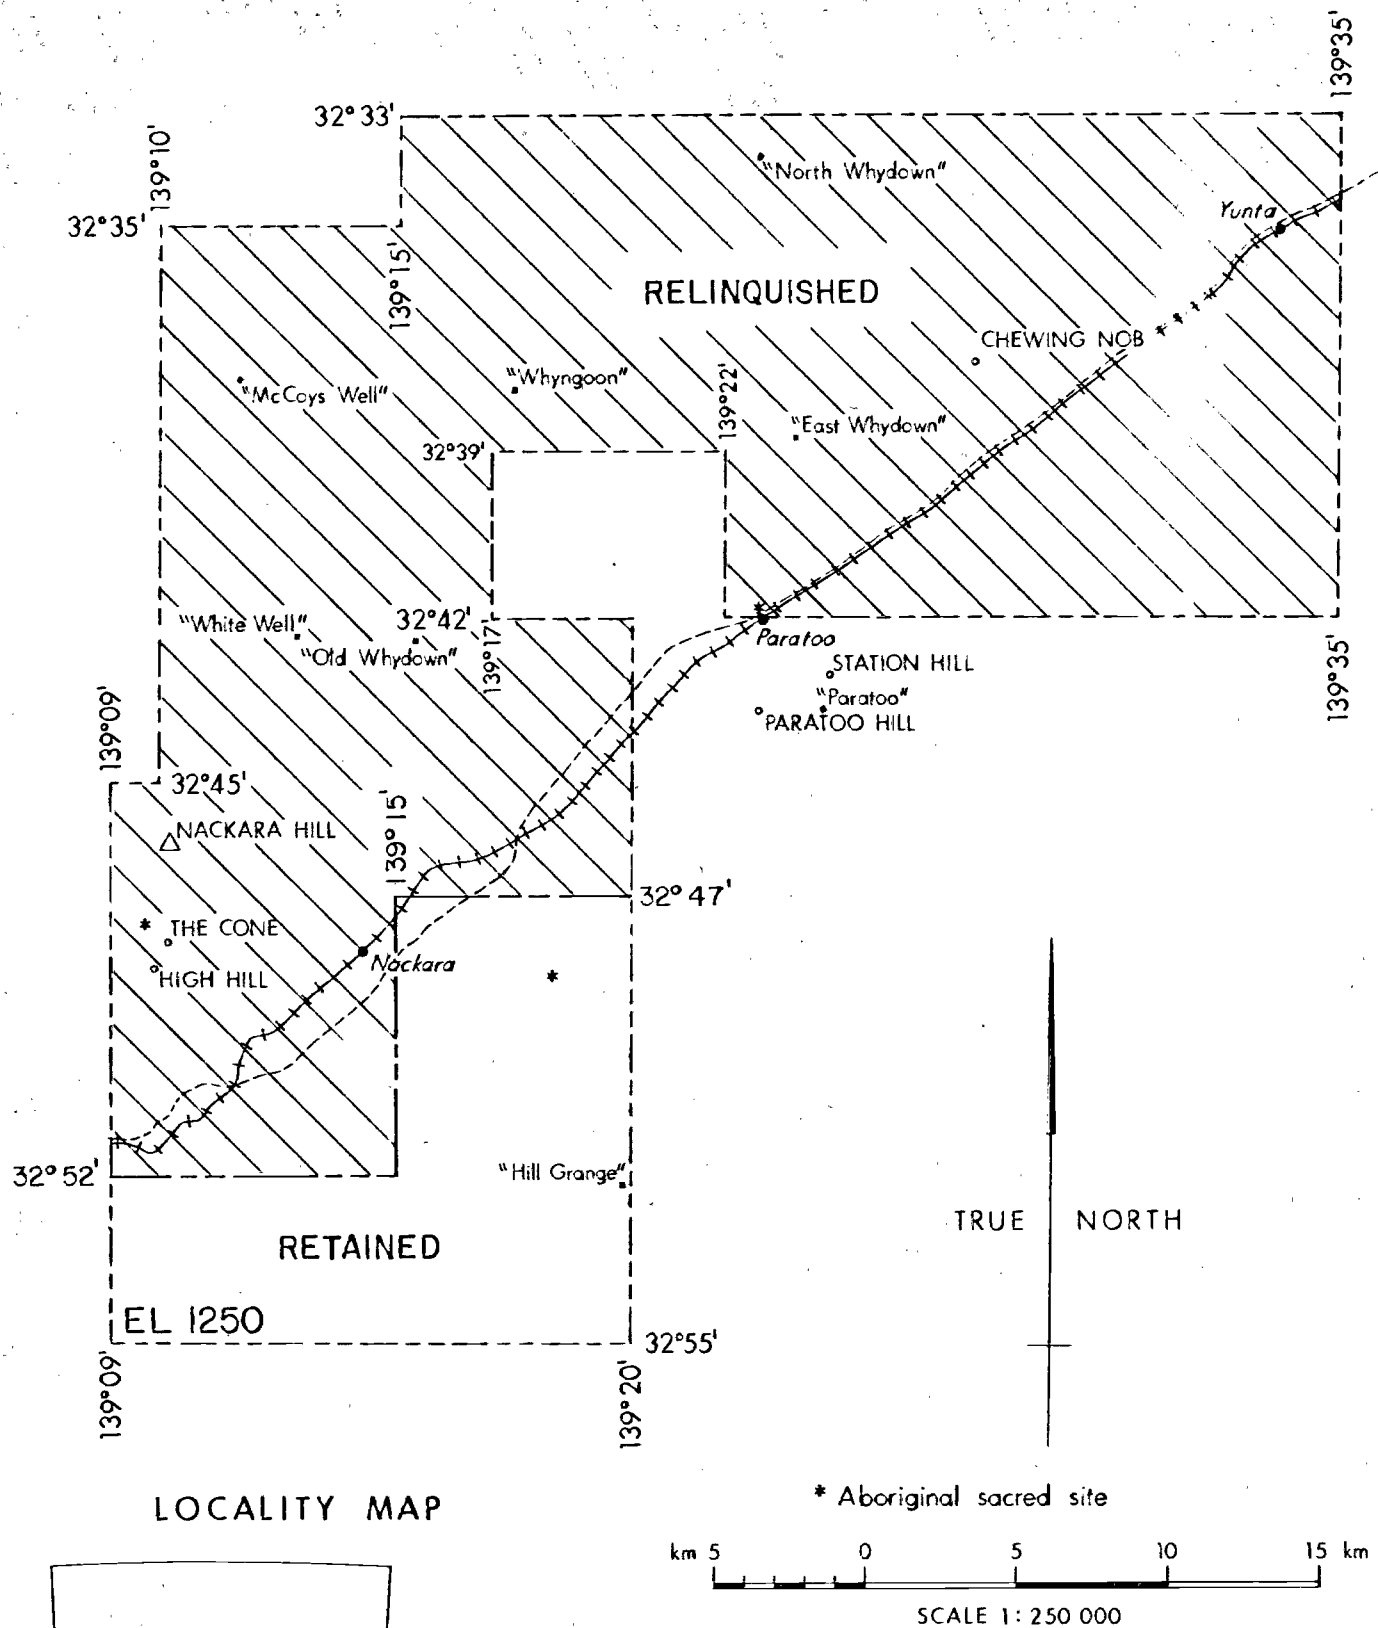 139°35'
32°33'
139°10'
"North Whydown"
Yunta
32°35'
139°15'
RELINQUISHED
CHEWING NOB
"Whyngoon"
139°22'
"McCoys Well"
"East Whydown"
32°39'
"White Well"
32°42'
"Old Whydown"
139°17'
Paratoo
STATION HILL
"Paratoo"
PARATOO HILL
139°35'
139°09'
32°45'
139°15'
NACKARA HILL
32°47'
THE CONE
Nackara
HIGH HILL
32°52'
"Hill Grange"
TRUE NORTH
RETAINED
EL 1250
32°55'
139°09'
139°20'
LOCALITY MAP
* Aboriginal sacred site
km 5 0 5 10 15 km
SCALE 1:250 000